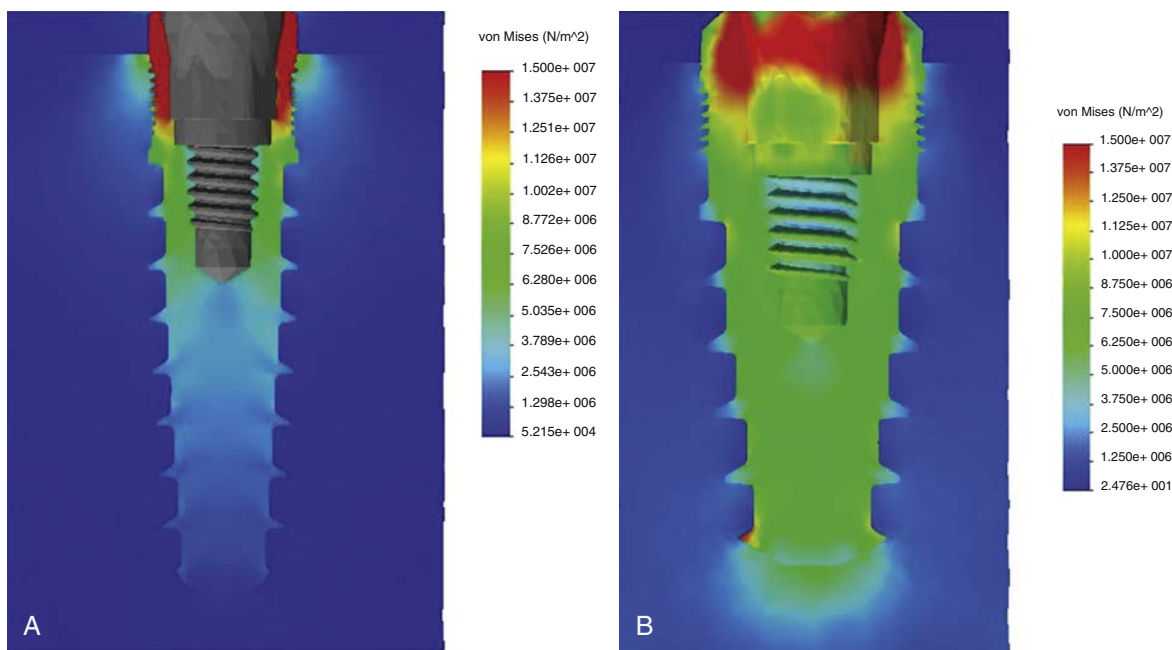 von Mises (N/m^2)
1.500e+ 007
1.375e+ 007
1.251e+ 007
1.126e+ 007
1.002e+ 007
8.772e+ 006
7.526e+ 006
6.280e+ 006
5.035e+ 006
3.789e+ 006
2.543e+ 006
1.298e+ 006
5.215e+ 004
A
von Mises (N/m^2)
1.500e+ 007
1.375e+ 007
1.250e+ 007
1.125e+ 007
1.000e+ 007
8.750e+ 006
7.500e+ 006
6.250e+ 006
5.000e+ 006
3.750e+ 006
2.500e+ 006
1.250e+ 006
2.476e+ 001
B